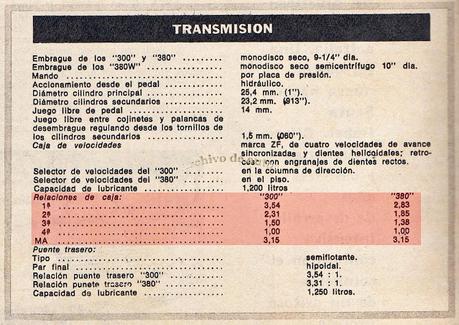 TRANSMISION
Embrague de los "300" y "380" .......... monodisco seco, 9-1/4" dia.
Embrague de los "380W" .......... monodisco seco semicentrífugo 10" dia.
Mando .......... por placa de presión.
Accionamiento desde el pedal .......... hidráulico.
Diámetro cilindro principal .......... 25,4 mm. (1").
Diámetro cilindros secundarios .......... 23,2 mm. (.913").
Juego libre de pedal .......... 14 mm.
Juego libre entre cojinetes y palancas de
desembrague regulando desde los tornillos de
los cilindros secundarios .......... 1,5 mm. (.060").
Caja de velocidades marca ZF, de cuatro velocidades de avance
sincronizadas y dientes helicoidales; retro-
con engranajes de dientes rectos.
Selector de velocidades del "300" .......... en la columna de dirección.
Selector de velocidades del "380" .......... en el piso.
Capacidad de lubricante .......... 1,200 litros
Relaciones de caja: "300" "380"
1ª .......... 3,54 2,83
2ª .......... 2,31 1,85
3ª .......... 1,50 1,38
4ª .......... 1,00 1,00
MA .......... 3,15 3,15
Puente trasero:
Tipo .......... semiflotante.
Par final .......... hipoidal.
Relación puente trasero "300" .......... 3,54 : 1.
Relación puente trasero "380" .......... 3,31 : 1.
Capacidad de lubricante .......... 1,250 litros.